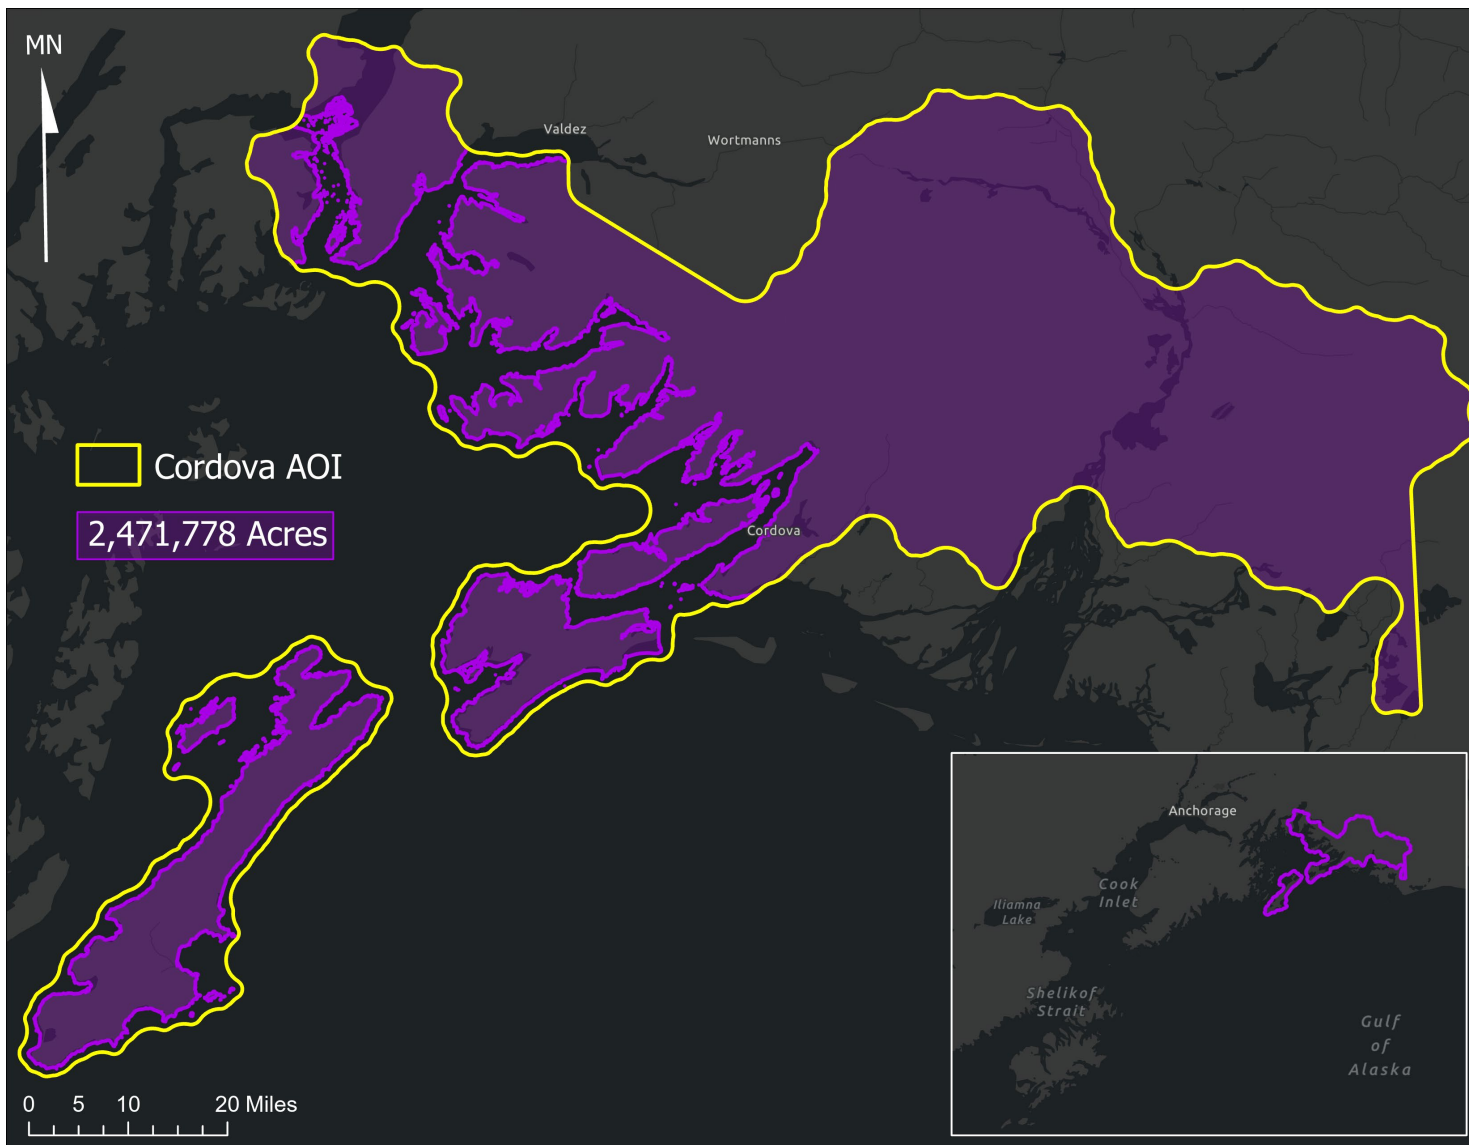 MN
Valdez
Wortmanns
Cordova AOI
2,471,778 Acres
Cordova
Anchorage
Cook
Inlet
Iliamna
Lake
Shelikof
Strait
Gulf
of
Alaska
0 5 10 20 Miles